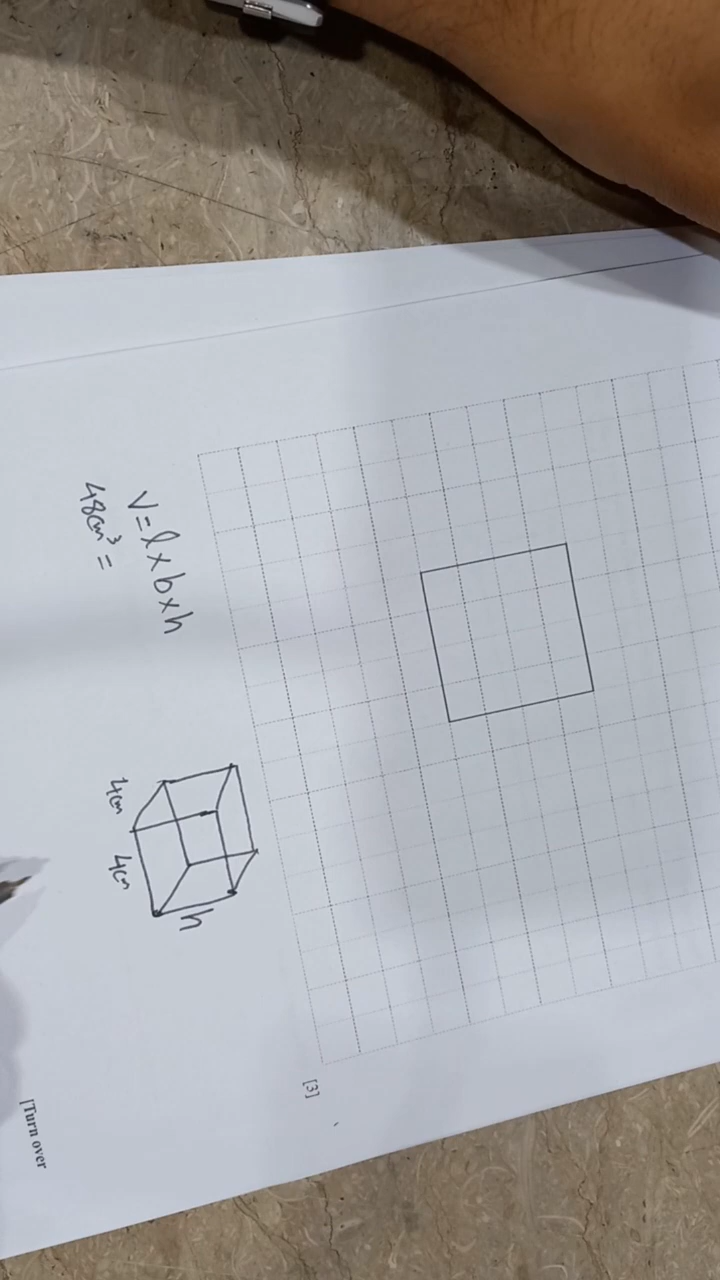 [3]
V = l × b × h
48cm³ =
4cm
4cm
h
[Turn over